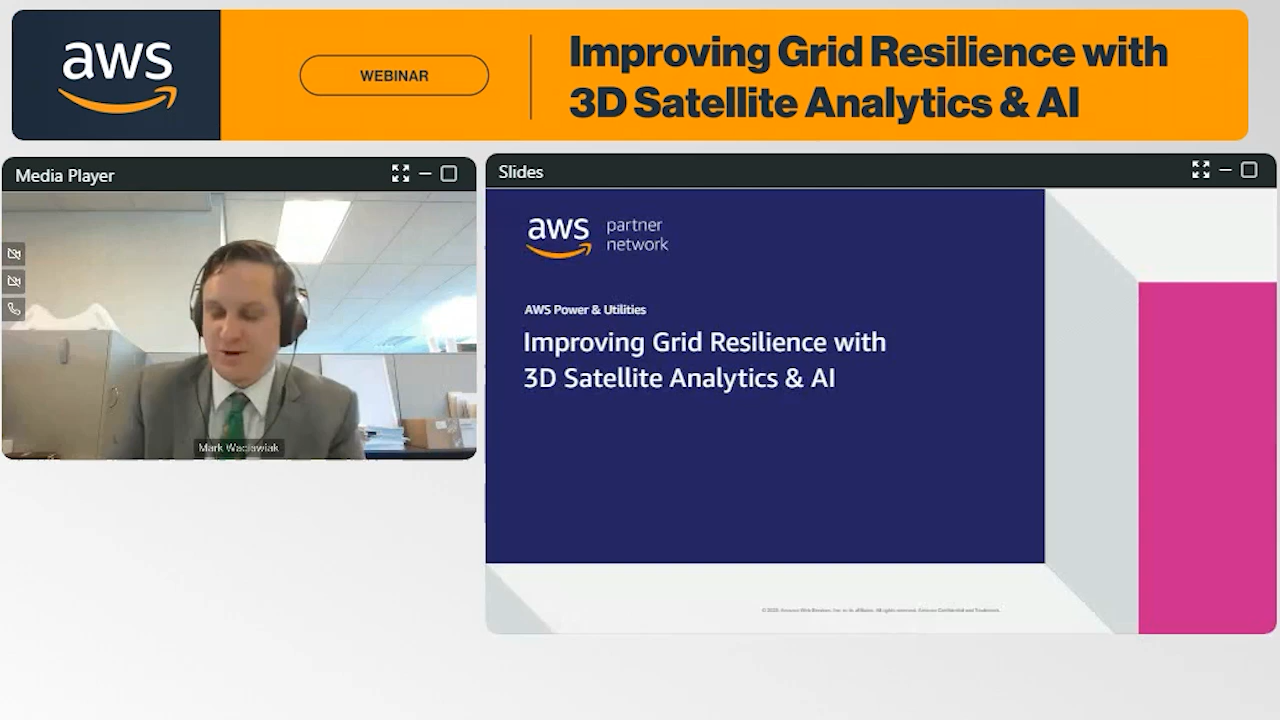 aws
WEBINAR
Improving Grid Resilience with
3D Satellite Analytics & AI
Media Player
Mark Waclawiak
Slides
aws
partner
network
AWS Power & Utilities
Improving Grid Resilience with
3D Satellite Analytics & AI